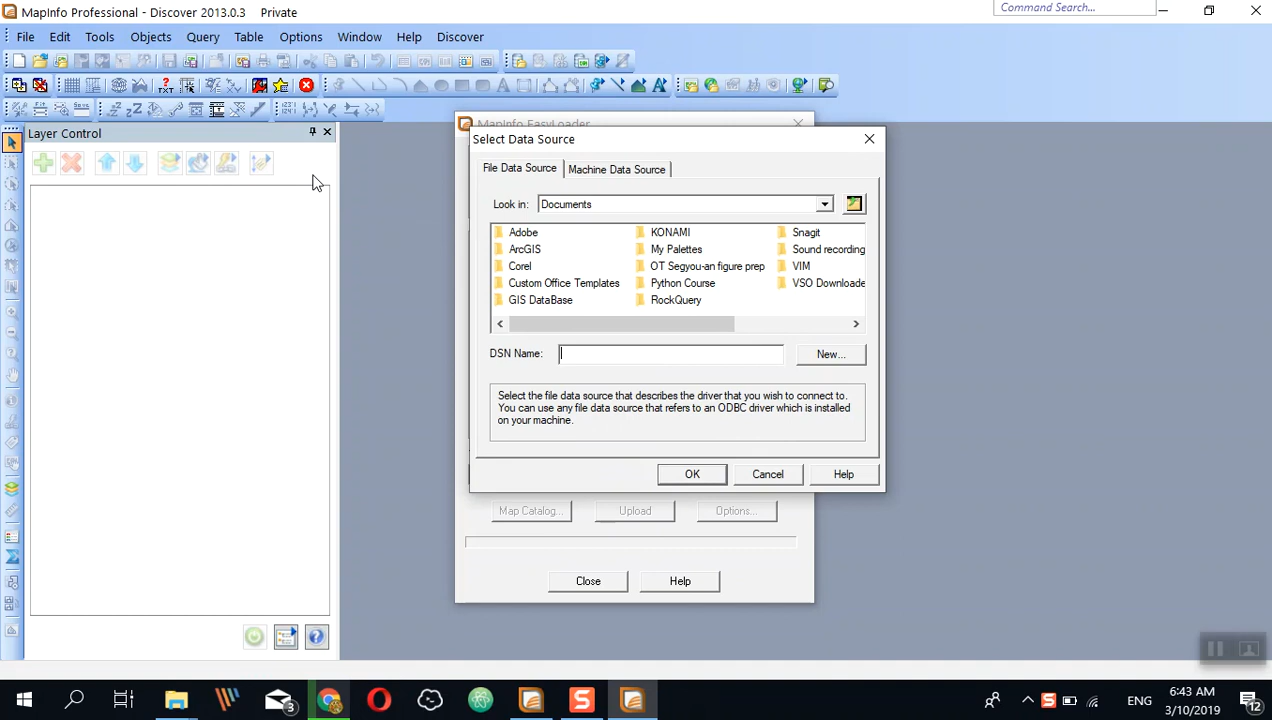 MapInfo Professional - Discover 2013.0.3 Private
Command Search...
File Edit Tools Objects Query Table Options Window Help Discover
Layer Control
MapInfo EasyLoader
Select Data Source
File Data Source Machine Data Source
Look in: Documents
Adobe KONAMI Snagit
ArcGIS My Palettes Sound recording
Corel OT Segyou-an figure prep VIM
Custom Office Templates Python Course VSO Downloade
GIS DataBase RockQuery
DSN Name: New...
Select the file data source that describes the driver that you wish to connect to.
You can use any file data source that refers to an ODBC driver which is installed
on your machine.
OK Cancel Help
Map Catalog... Upload Options...
Close Help
ENG
6:43 AM
3/10/2019
3
12